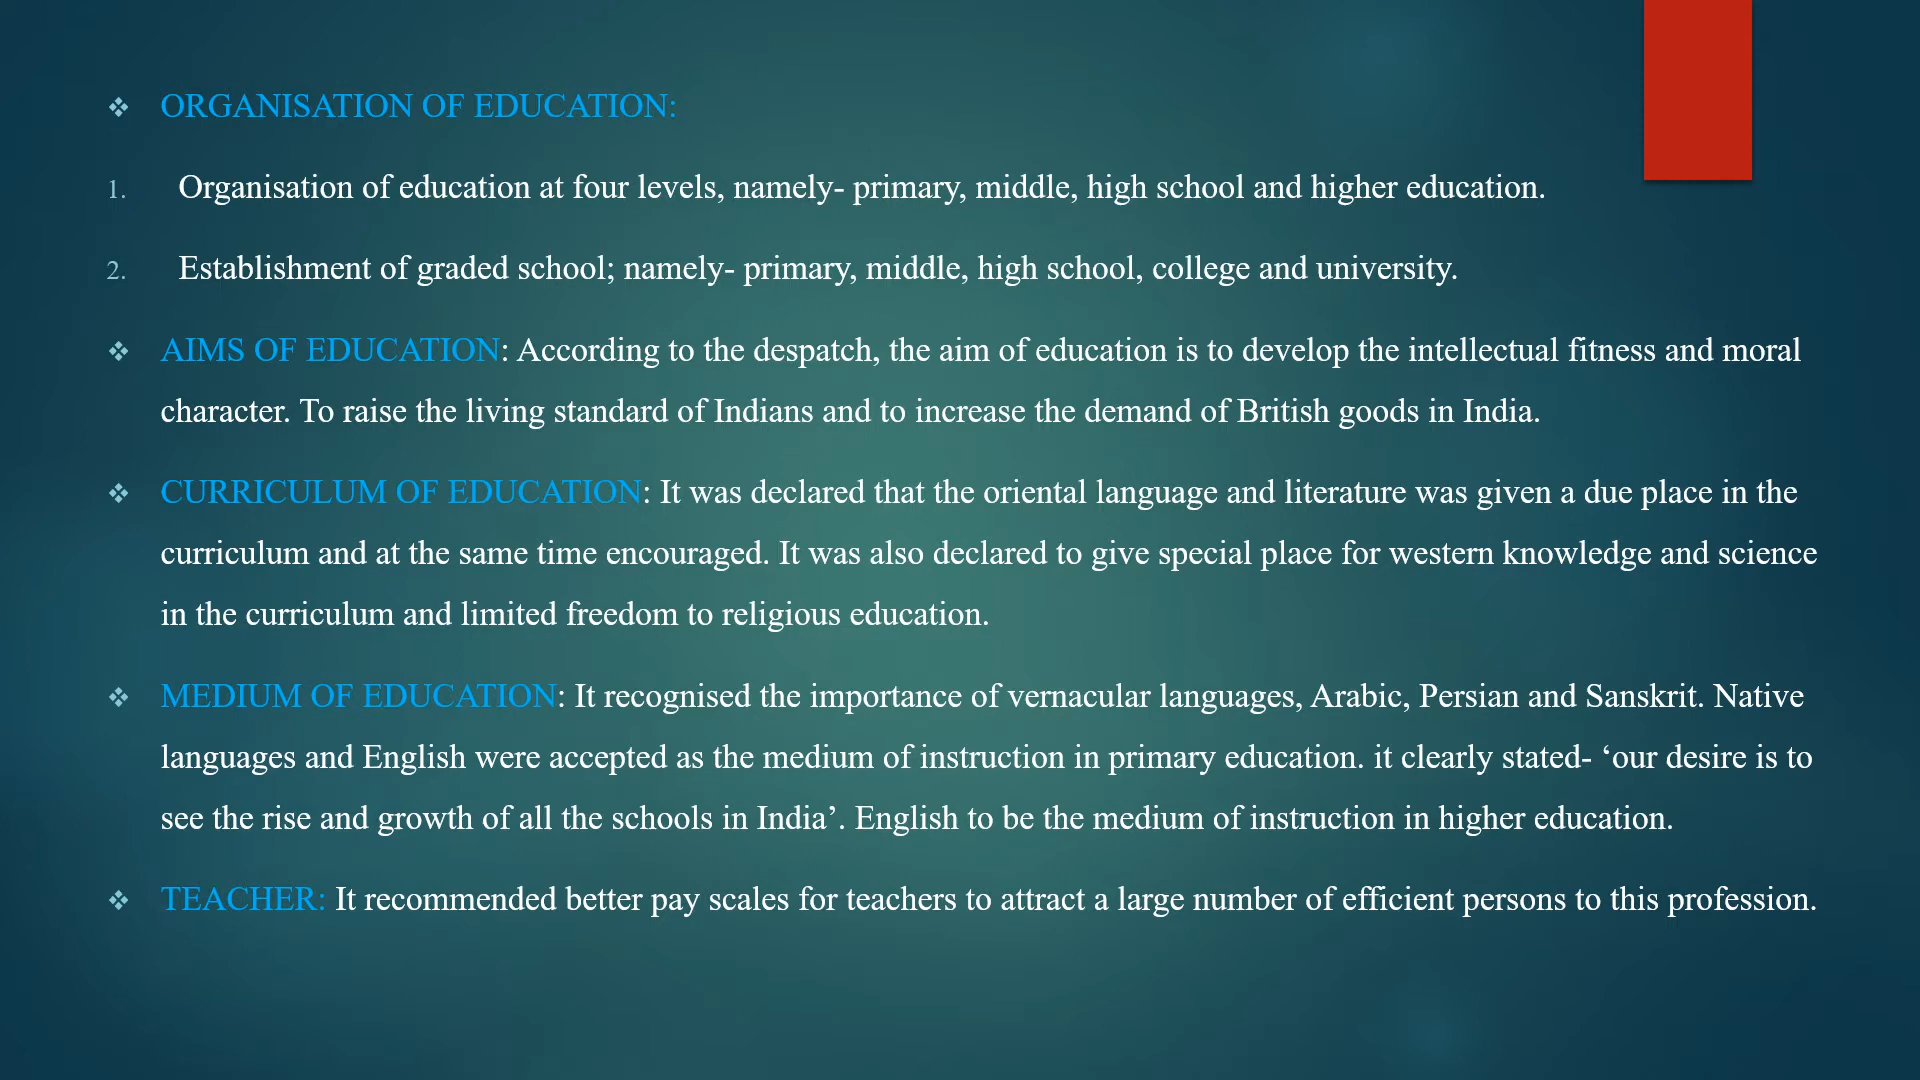 ❖ ORGANISATION OF EDUCATION:
1. Organisation of education at four levels, namely- primary, middle, high school and higher education.
2. Establishment of graded school; namely- primary, middle, high school, college and university.
❖ AIMS OF EDUCATION: According to the despatch, the aim of education is to develop the intellectual fitness and moral
character. To raise the living standard of Indians and to increase the demand of British goods in India.
❖ CURRICULUM OF EDUCATION: It was declared that the oriental language and literature was given a due place in the
curriculum and at the same time encouraged. It was also declared to give special place for western knowledge and science
in the curriculum and limited freedom to religious education.
❖ MEDIUM OF EDUCATION: It recognised the importance of vernacular languages, Arabic, Persian and Sanskrit. Native
languages and English were accepted as the medium of instruction in primary education. it clearly stated- ‘our desire is to
see the rise and growth of all the schools in India’. English to be the medium of instruction in higher education.
❖ TEACHER: It recommended better pay scales for teachers to attract a large number of efficient persons to this profession.